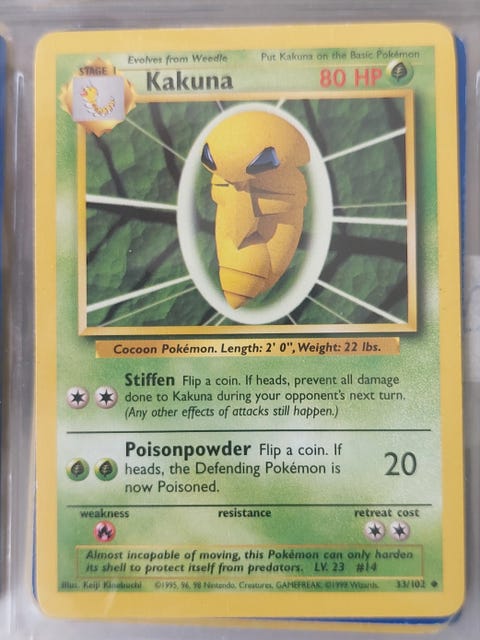 Evolves from Weedle Put Kakuna on the Basic Pokémon
STAGE 1
Kakuna 80 HP
Cocoon Pokémon. Length: 2' 0", Weight: 22 lbs.
Stiffen Flip a coin. If heads, prevent all damage
done to Kakuna during your opponent's next turn.
(Any other effects of attacks still happen.)
Poisonpowder Flip a coin. If
heads, the Defending Pokémon is
now Poisoned.
20
weakness resistance retreat cost
Almost incapable of moving, this Pokémon can only harden
its shell to protect itself from predators. LV. 23 #14
Illus. Keiji Kinebuchi ©1995, 96, 98 Nintendo, Creatures, GAMEFREAK. ©1999 Wizards. 33/102